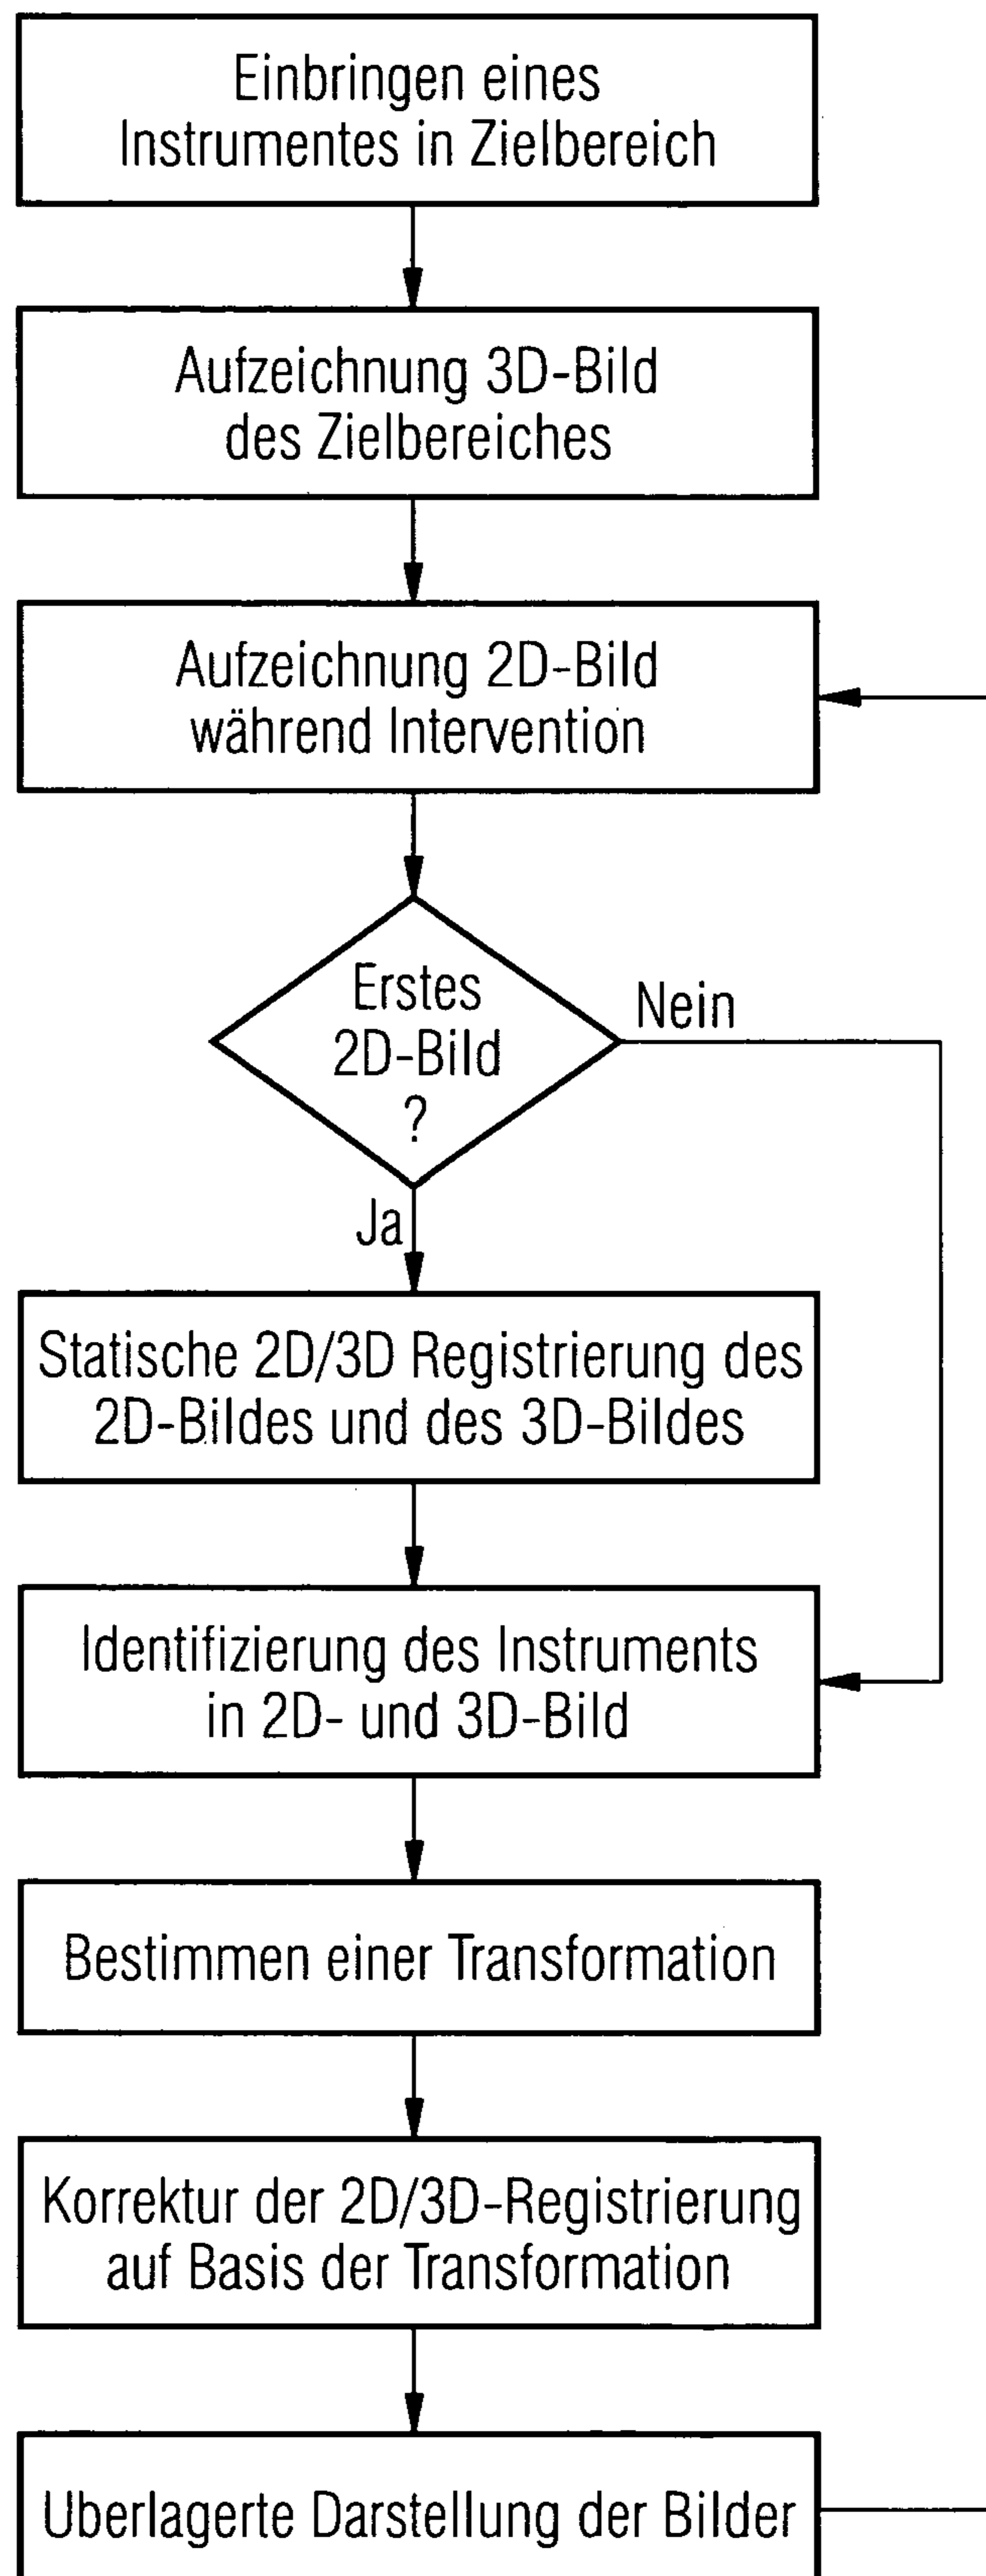 Einbringen eines
Instrumentes in Zielbereich
Aufzeichnung 3D-Bild
des Zielbereiches
Aufzeichnung 2D-Bild
während Intervention
Erstes
2D-Bild
?
Nein
Ja
Statische 2D/3D Registrierung des
2D-Bildes und des 3D-Bildes
Identifizierung des Instruments
in 2D- und 3D-Bild
Bestimmen einer Transformation
Korrektur der 2D/3D-Registrierung
auf Basis der Transformation
Uberlagerte Darstellung der Bilder